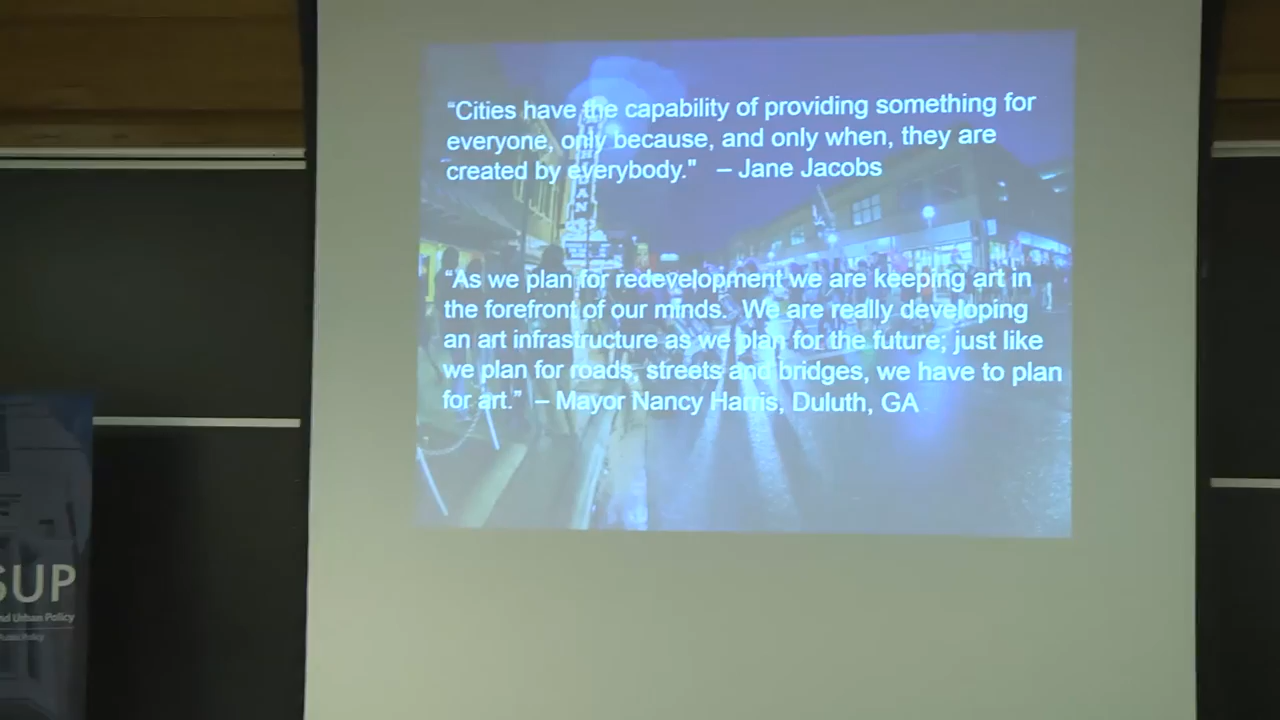 “Cities have the capability of providing something for
everyone, only because, and only when, they are
created by everybody."   – Jane Jacobs
“As we plan for redevelopment we are keeping art in
the forefront of our minds.  We are really developing
an art infrastructure as we plan for the future; just like
we plan for roads, streets and bridges, we have to plan
for art.”  – Mayor Nancy Harris, Duluth, GA
SUP
nd Urban Policy
Public Policy